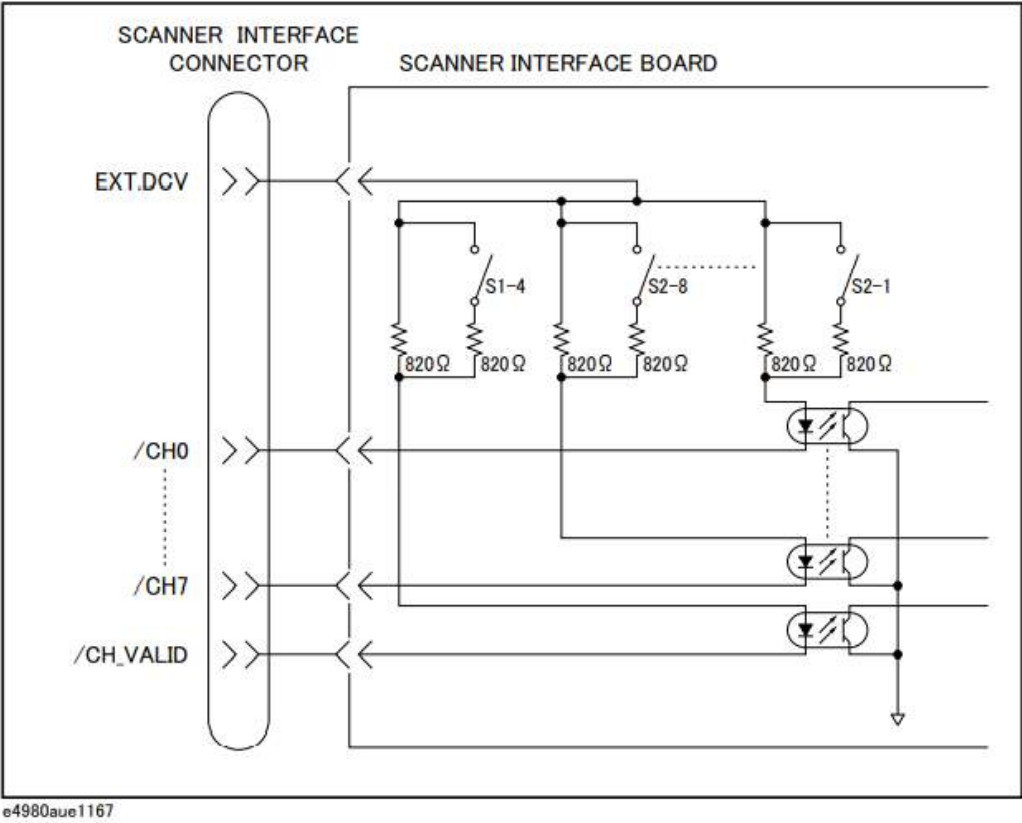 SCANNER INTERFACE
CONNECTOR
SCANNER INTERFACE BOARD
EXT.DCV
S1-4
S2-8
S2-1
820Ω
820Ω
820Ω
820Ω
820Ω
820Ω
/CH0
/CH7
/CH_VALID
e4980aue1167